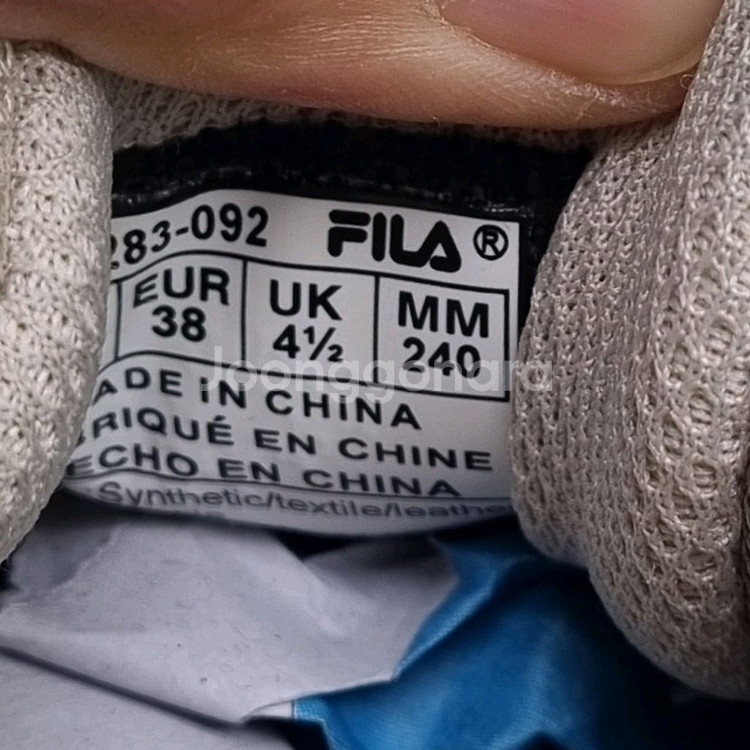 283-092 FILA®
EUR UK MM
38 4½ 240
Joonggonara
ADE IN CHINA
RIQUÉ EN CHINE
ECHO EN CHINA
Synthetic/textile/leathe